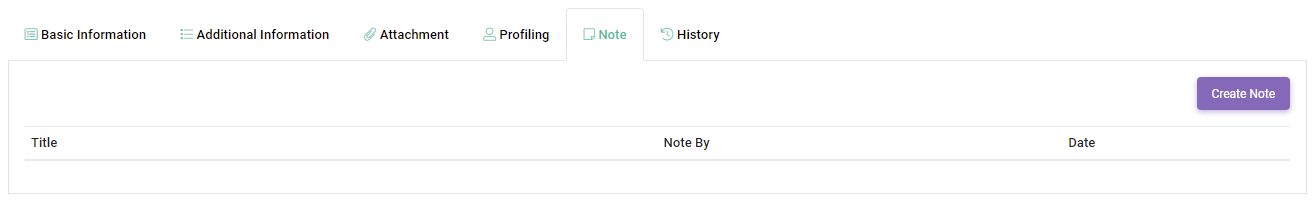 Basic Information Additional Information Attachment Profiling Note History
Create Note
Title Note By Date